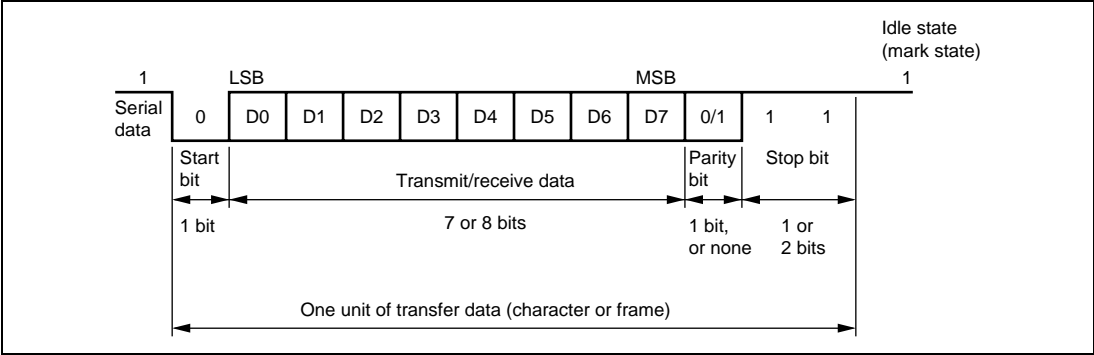 Idle state
(mark state)
1 LSB MSB 1
Serial
data
0 D0 D1 D2 D3 D4 D5 D6 D7 0/1 1 1
Start
bit
Transmit/receive data
Parity
bit
Stop bit
1 bit
7 or 8 bits
1 bit,
or none
1 or
2 bits
One unit of transfer data (character or frame)